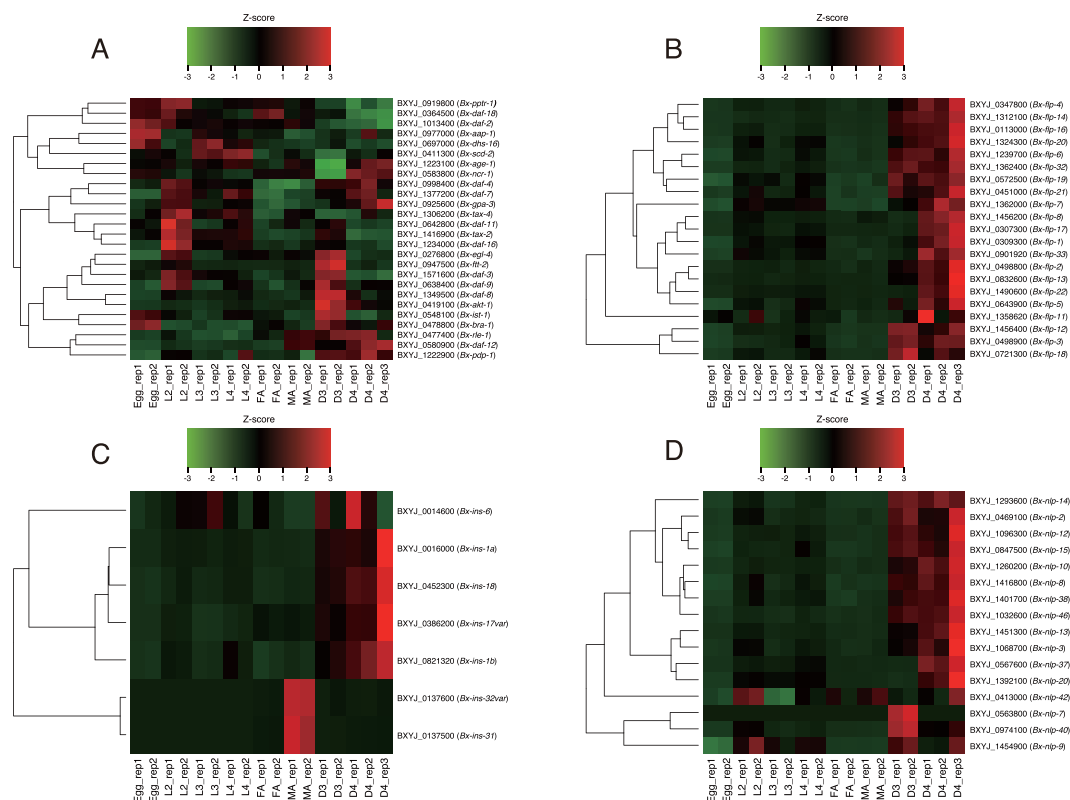 A
Z-score
-3 -2 -1 0 1 2 3
BXYJ_0919800 (Bx-pptr-1)
BXYJ_0364500 (Bx-daf-18)
BXYJ_1013400 (Bx-daf-2)
BXYJ_0977000 (Bx-aap-1)
BXYJ_0697000 (Bx-dhs-16)
BXYJ_0411300 (Bx-scd-2)
BXYJ_1223100 (Bx-age-1)
BXYJ_0583800 (Bx-ncr-1)
BXYJ_0998400 (Bx-daf-4)
BXYJ_1377200 (Bx-daf-7)
BXYJ_0925600 (Bx-gpa-3)
BXYJ_1306200 (Bx-tax-4)
BXYJ_0642800 (Bx-daf-11)
BXYJ_1416900 (Bx-tax-2)
BXYJ_1234000 (Bx-daf-16)
BXYJ_0276800 (Bx-egl-4)
BXYJ_0947500 (Bx-ftt-2)
BXYJ_1571600 (Bx-daf-3)
BXYJ_0638400 (Bx-daf-9)
BXYJ_1349500 (Bx-daf-8)
BXYJ_0419100 (Bx-akt-1)
BXYJ_0548100 (Bx-ist-1)
BXYJ_0478800 (Bx-bra-1)
BXYJ_0477400 (Bx-rle-1)
BXYJ_0580900 (Bx-daf-12)
BXYJ_1222900 (Bx-pdp-1)
Egg_rep1
Egg_rep2
L2_rep1
L2_rep2
L3_rep1
L3_rep2
L4_rep1
L4_rep2
FA_rep1
FA_rep2
MA_rep1
MA_rep2
D3_rep1
D3_rep2
D4_rep1
D4_rep2
D4_rep3
B
Z-score
-3 -2 -1 0 1 2 3
BXYJ_0347800 (Bx-flp-4)
BXYJ_1312100 (Bx-flp-14)
BXYJ_0113000 (Bx-flp-16)
BXYJ_1324300 (Bx-flp-20)
BXYJ_1239700 (Bx-flp-6)
BXYJ_1362400 (Bx-flp-32)
BXYJ_0572500 (Bx-flp-19)
BXYJ_0451000 (Bx-flp-21)
BXYJ_1362000 (Bx-flp-7)
BXYJ_1456200 (Bx-flp-8)
BXYJ_0307300 (Bx-flp-17)
BXYJ_0309300 (Bx-flp-1)
BXYJ_0901920 (Bx-flp-33)
BXYJ_0498800 (Bx-flp-2)
BXYJ_0832600 (Bx-flp-13)
BXYJ_1490600 (Bx-flp-22)
BXYJ_0643900 (Bx-flp-5)
BXYJ_1358620 (Bx-flp-11)
BXYJ_1456400 (Bx-flp-12)
BXYJ_0498900 (Bx-flp-3)
BXYJ_0721300 (Bx-flp-18)
Egg_rep1
Egg_rep2
L2_rep1
L2_rep2
L3_rep1
L3_rep2
L4_rep1
L4_rep2
FA_rep1
FA_rep2
MA_rep1
MA_rep2
D3_rep1
D3_rep2
D4_rep1
D4_rep2
D4_rep3
C
Z-score
-3 -2 -1 0 1 2 3
BXYJ_0014600 (Bx-ins-6)
BXYJ_0016000 (Bx-ins-1a)
BXYJ_0452300 (Bx-ins-18)
BXYJ_0386200 (Bx-ins-17var)
BXYJ_0821320 (Bx-ins-1b)
BXYJ_0137600 (Bx-ins-32var)
BXYJ_0137500 (Bx-ins-31)
Egg_rep1
Egg_rep2
L2_rep1
L2_rep2
L3_rep1
L3_rep2
L4_rep1
L4_rep2
FA_rep1
FA_rep2
MA_rep1
MA_rep2
D3_rep1
D3_rep2
D4_rep1
D4_rep2
D4_rep3
D
Z-score
-3 -2 -1 0 1 2 3
BXYJ_1293600 (Bx-nlp-14)
BXYJ_0469100 (Bx-nlp-2)
BXYJ_1096300 (Bx-nlp-12)
BXYJ_0847500 (Bx-nlp-15)
BXYJ_1260200 (Bx-nlp-10)
BXYJ_1416800 (Bx-nlp-8)
BXYJ_1401700 (Bx-nlp-38)
BXYJ_1032600 (Bx-nlp-46)
BXYJ_1451300 (Bx-nlp-13)
BXYJ_1068700 (Bx-nlp-3)
BXYJ_0567600 (Bx-nlp-37)
BXYJ_1392100 (Bx-nlp-20)
BXYJ_0413000 (Bx-nlp-42)
BXYJ_0563800 (Bx-nlp-7)
BXYJ_0974100 (Bx-nlp-40)
BXYJ_1454900 (Bx-nlp-9)
Egg_rep1
Egg_rep2
L2_rep1
L2_rep2
L3_rep1
L3_rep2
L4_rep1
L4_rep2
FA_rep1
FA_rep2
MA_rep1
MA_rep2
D3_rep1
D3_rep2
D4_rep1
D4_rep2
D4_rep3